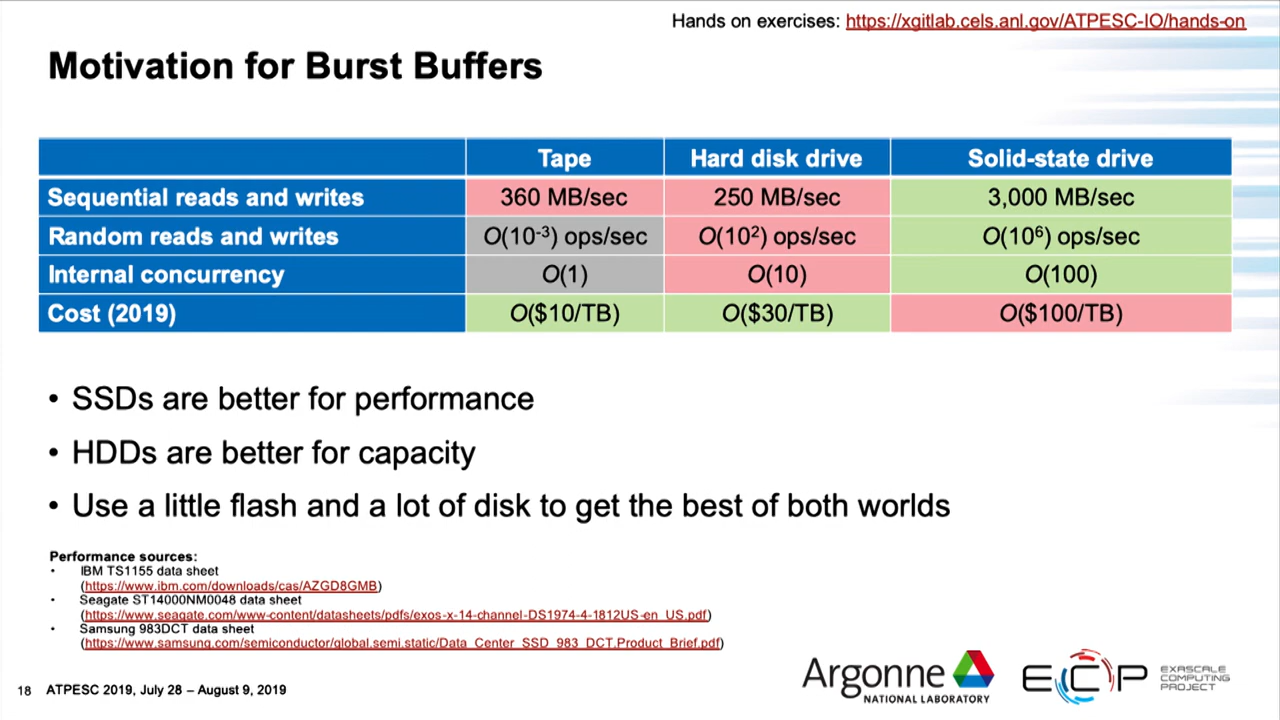 Hands on exercises: https://xgitlab.cels.anl.gov/ATPESC-IO/hands-on
Motivation for Burst Buffers
Tape Hard disk drive Solid-state drive
Sequential reads and writes 360 MB/sec 250 MB/sec 3,000 MB/sec
Random reads and writes O(10⁻³) ops/sec O(10²) ops/sec O(10⁶) ops/sec
Internal concurrency O(1) O(10) O(100)
Cost (2019) O($10/TB) O($30/TB) O($100/TB)
• SSDs are better for performance
• HDDs are better for capacity
• Use a little flash and a lot of disk to get the best of both worlds
Performance sources:
• IBM TS1155 data sheet
(https://www.ibm.com/downloads/cas/AZGD8GMB)
• Seagate ST14000NM0048 data sheet
(https://www.seagate.com/www-content/datasheets/pdfs/exos-x-14-channel-DS1974-4-1812US-en_US.pdf)
• Samsung 983DCT data sheet
(https://www.samsung.com/semiconductor/global.semi.static/Data_Center_SSD_983_DCT.Product_Brief.pdf)
18 ATPESC 2019, July 28 – August 9, 2019
Argonne
NATIONAL LABORATORY
ECP
EXASCALE
COMPUTING
PROJECT